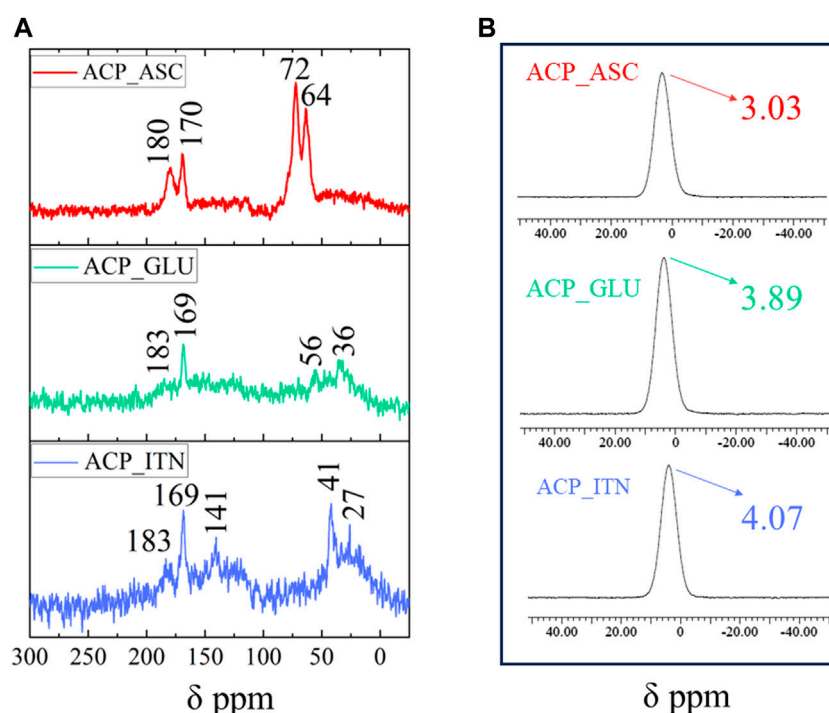 A
ACP_ASC
180
170
72
64
ACP_GLU
183
169
56
36
ACP_ITN
183
169
141
41
27
300 250 200 150 100 50 0
δ ppm
B
ACP_ASC
3.03
40.00 20.00 0 -20.00 -40.00
ACP_GLU
3.89
40.00 20.00 0 -20.00 -40.00
ACP_ITN
4.07
40.00 20.00 0 -20.00 -40.00
δ ppm